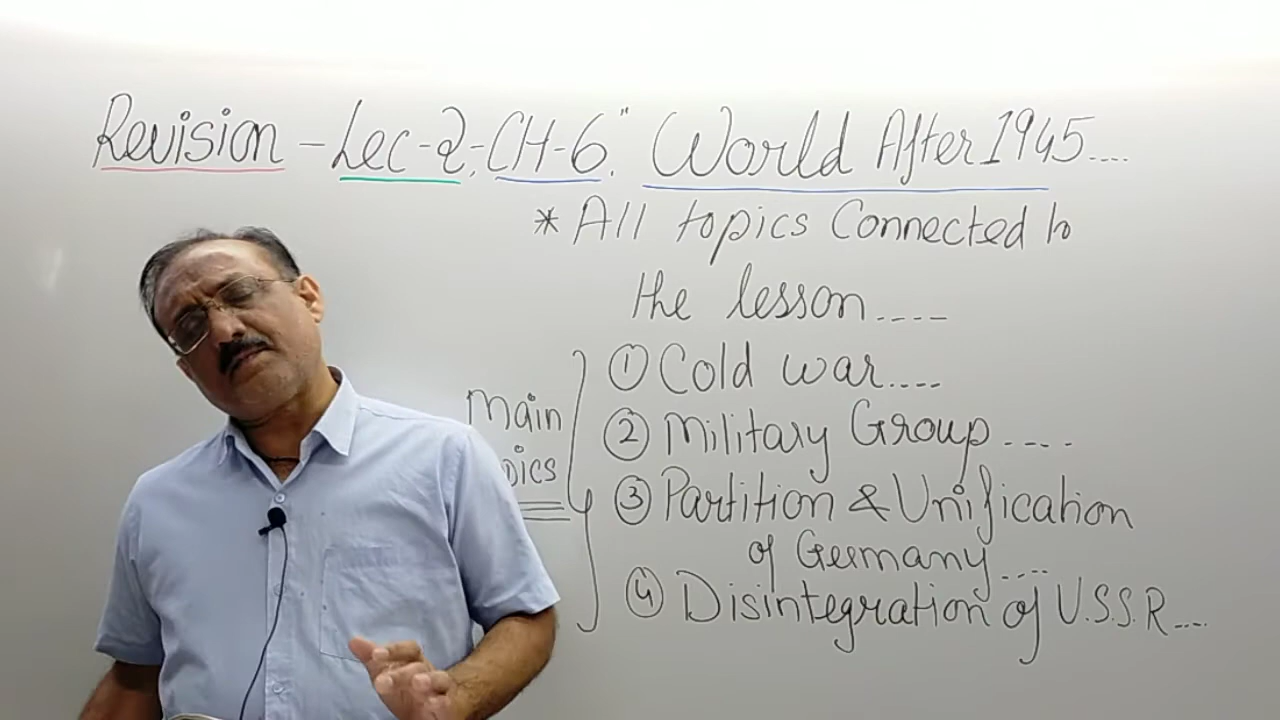 Revision - Lec-2, CH-6, " World After 1945....
* All topics Connected to
the lesson....
Main
① Cold war....
② Military Group....
③ Partition & Unification
of Germany....
④ Disintegration of U.S.S.R....